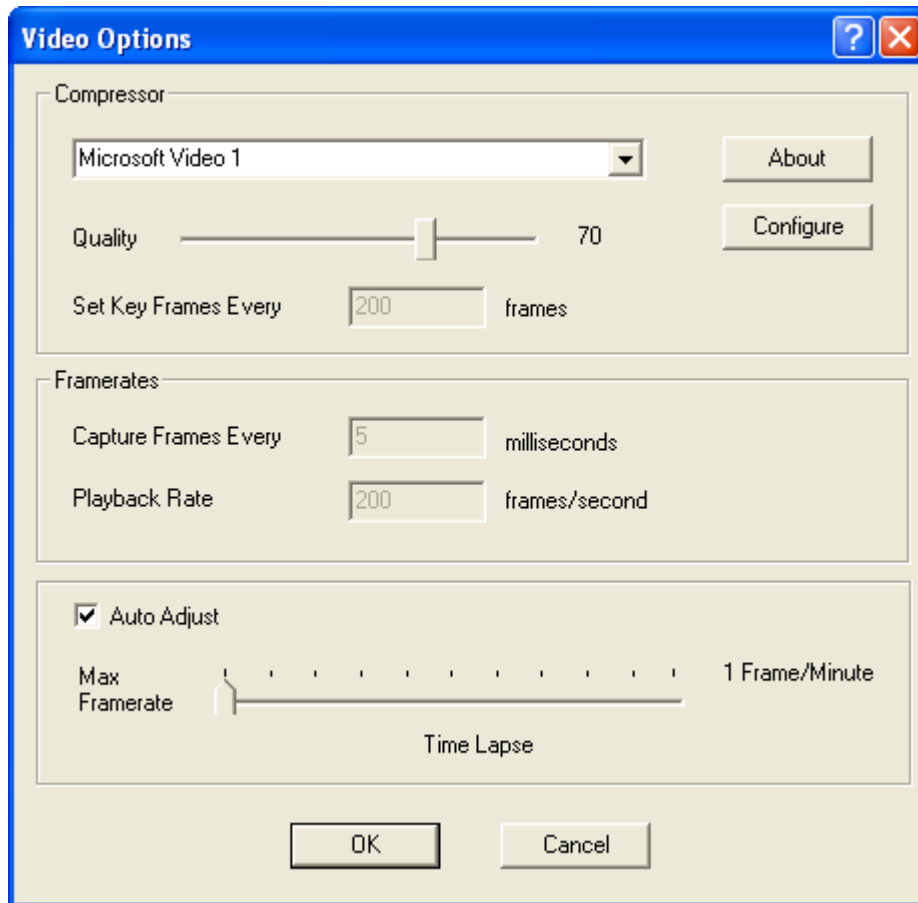 Video Options
Compressor
Microsoft Video 1
About
Quality
70
Configure
Set Key Frames Every 200 frames
Framerates
Capture Frames Every 5 milliseconds
Playback Rate 200 frames/second
Auto Adjust
Max
Framerate
1 Frame/Minute
Time Lapse
OK
Cancel